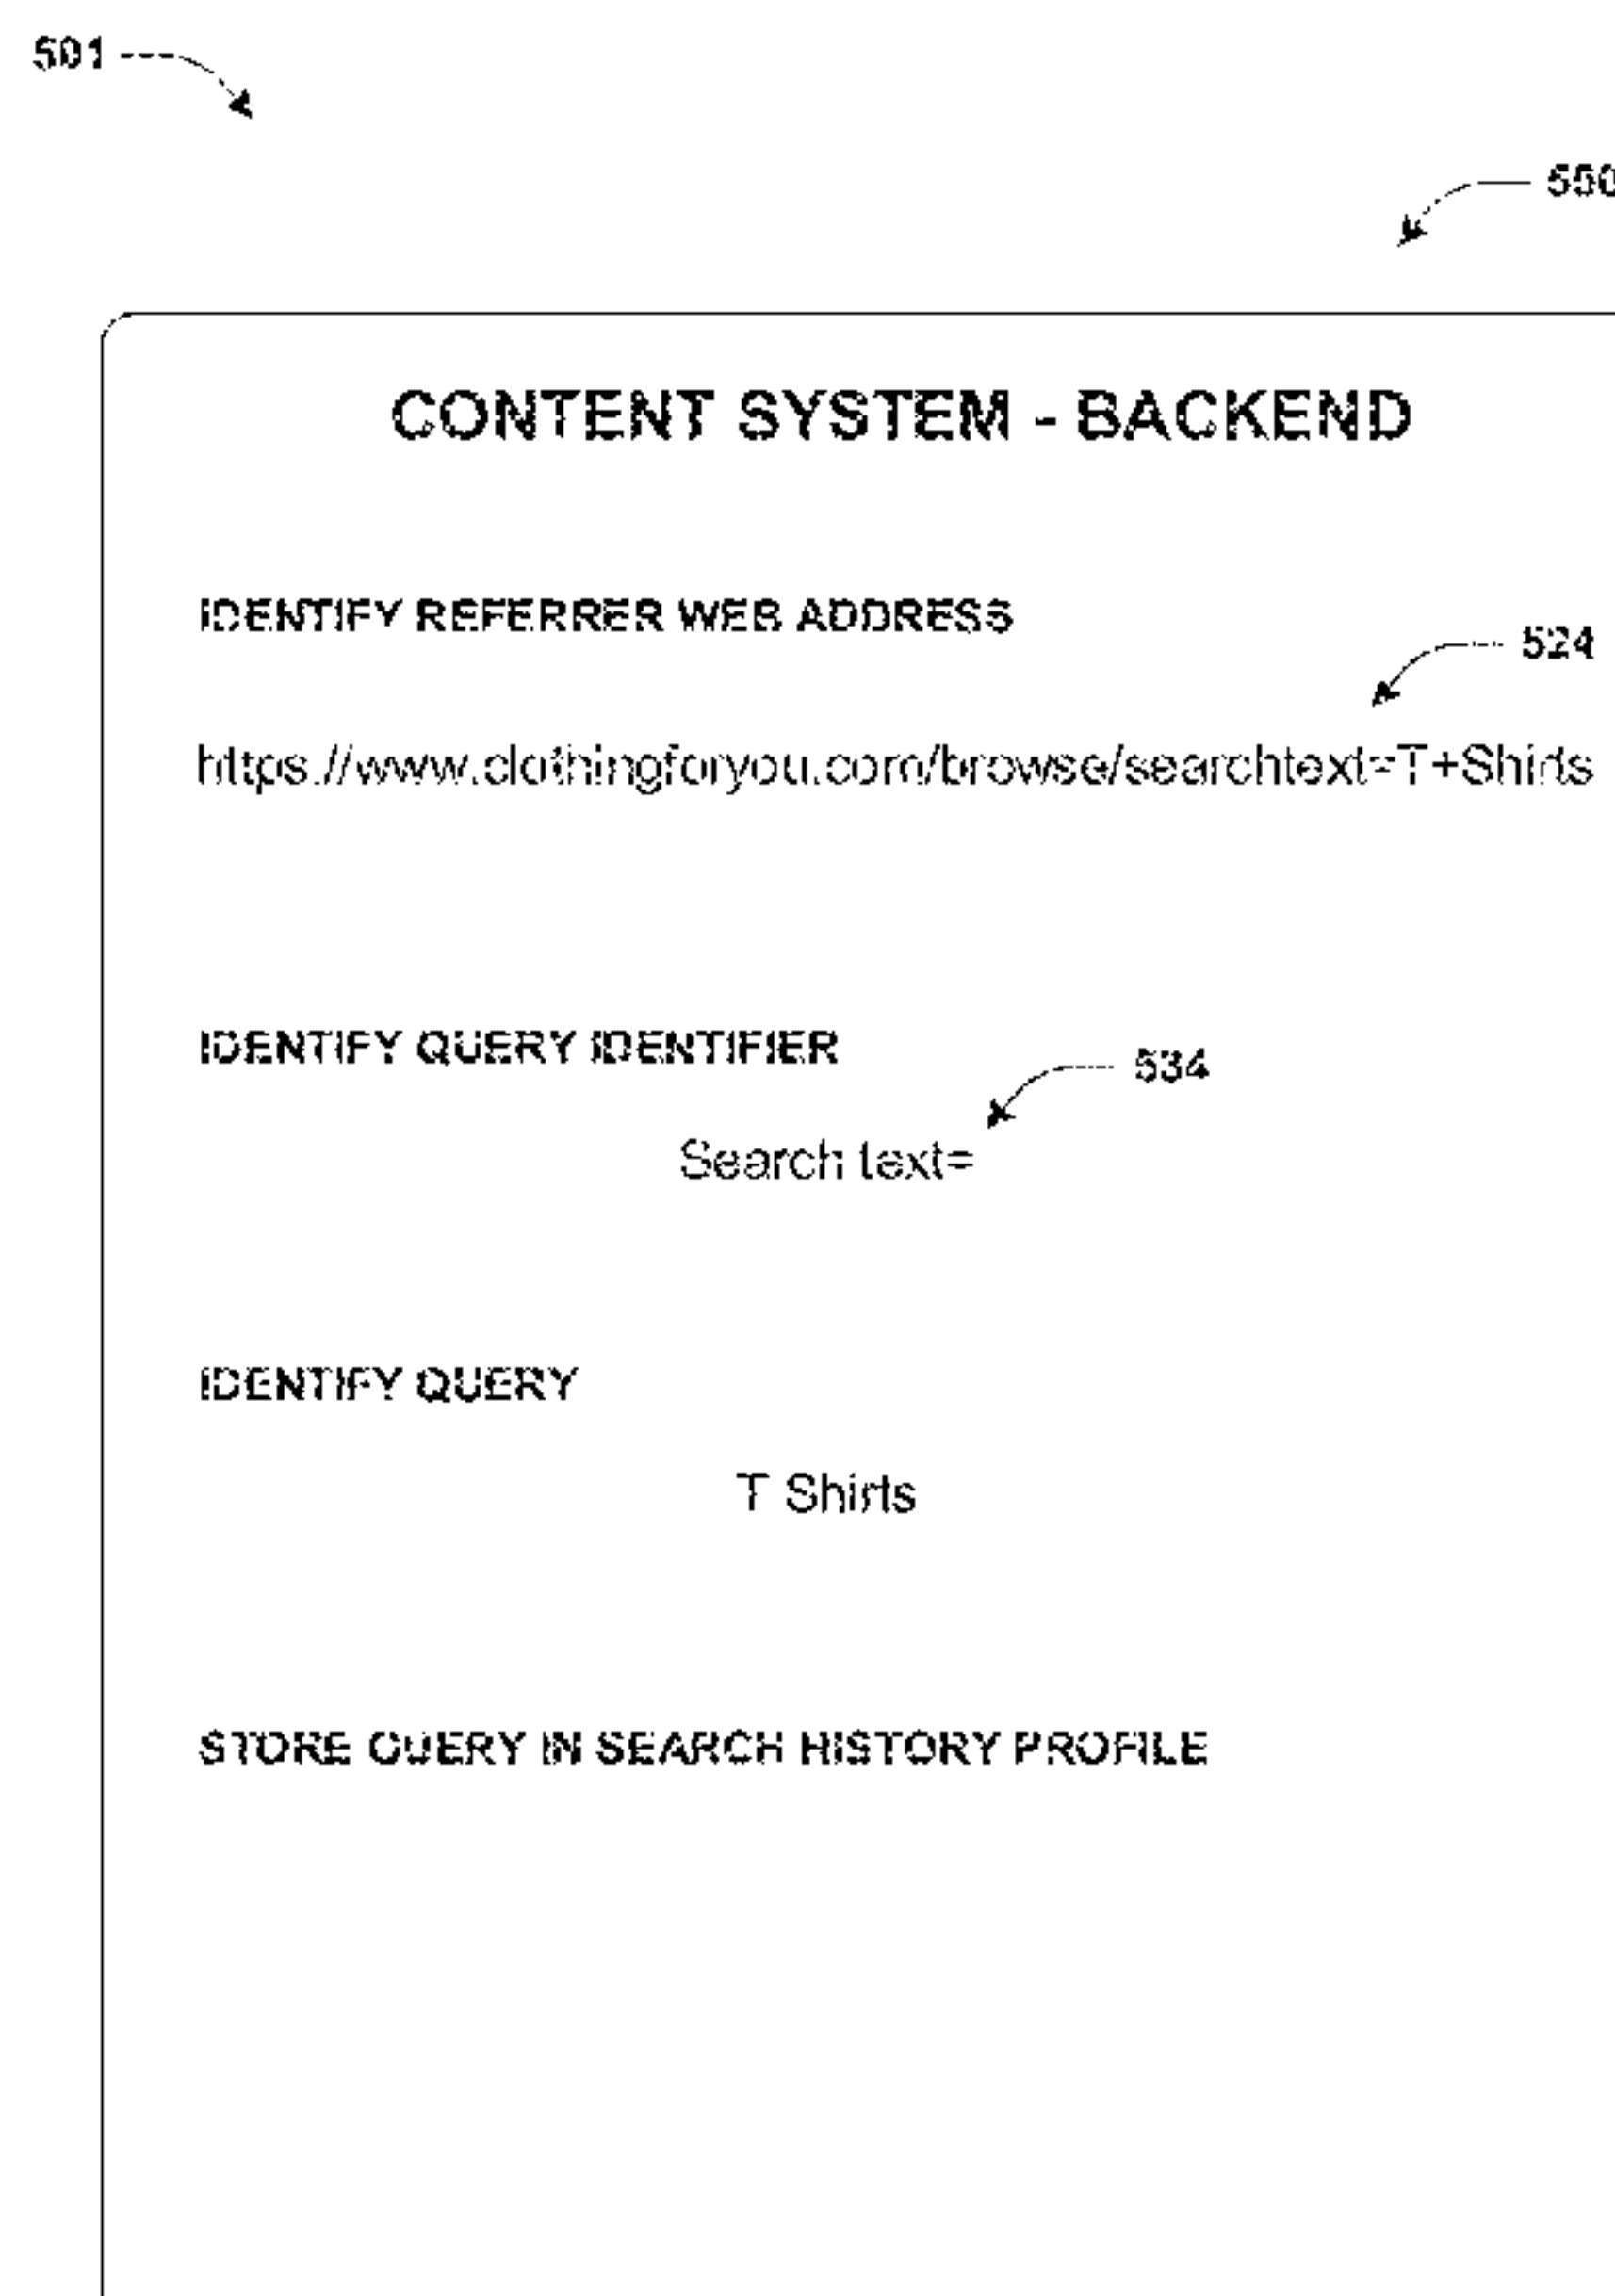 501
550
CONTENT SYSTEM - BACKEND
IDENTIFY REFERRER WEB ADDRESS
524
https://www.clothingforyou.com/browse/searchtext=T+Shirts
IDENTIFY QUERY IDENTIFIER
534
Search text=
IDENTIFY QUERY
T Shirts
STORE QUERY IN SEARCH HISTORY PROFILE